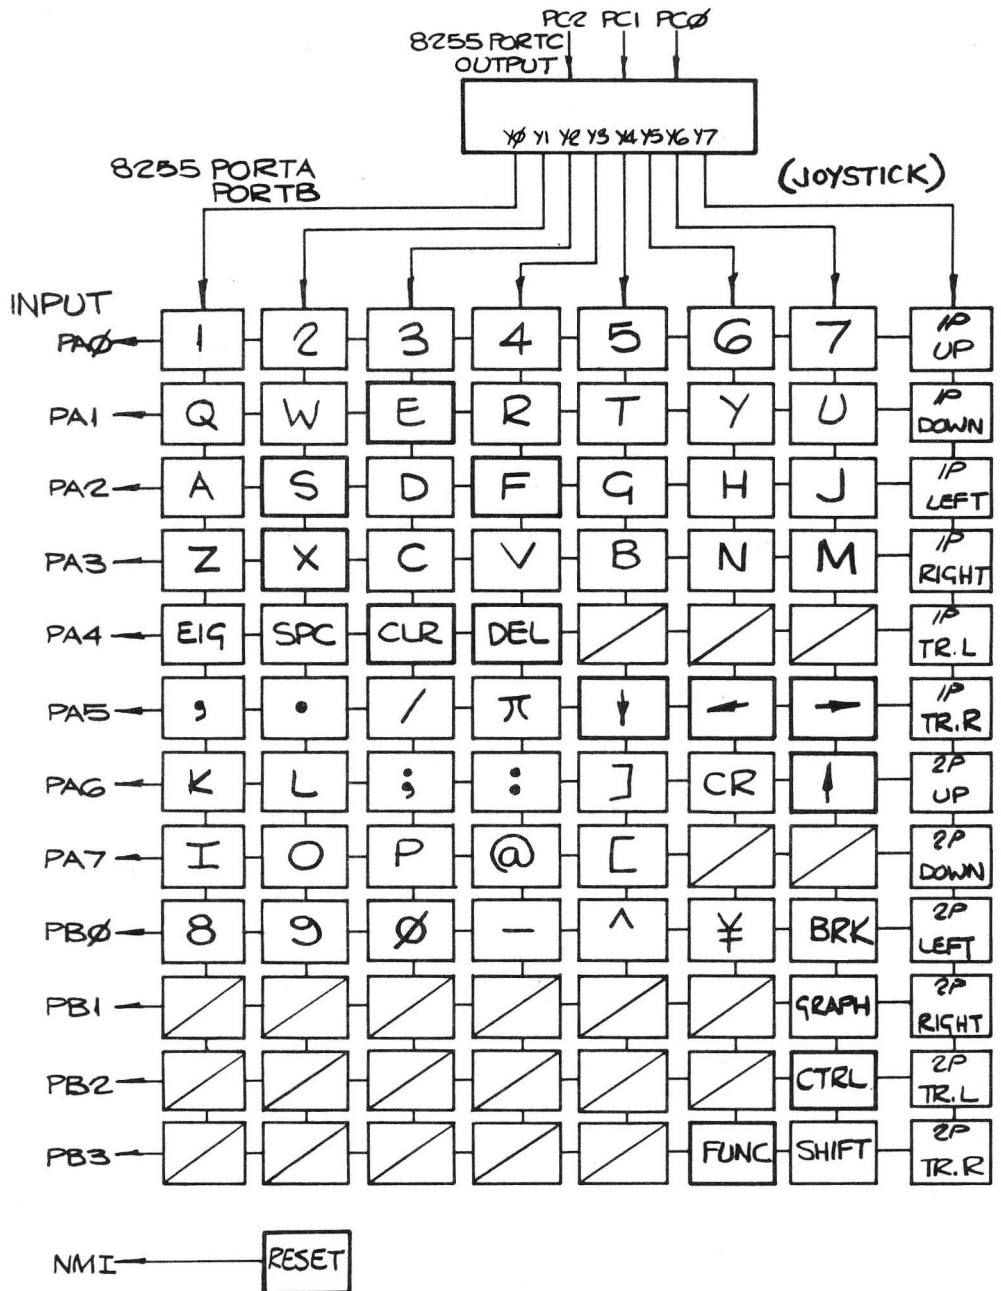 PC2 PC1 PCØ
8255 PORTC
OUTPUT
YØ Y1 Y2 Y3 Y4 Y5 Y6 Y7
8255 PORTA
PORTB
(JOYSTICK)
INPUT
PAØ 1 2 3 4 5 6 7 1P UP
PA1 Q W E R T Y U 1P DOWN
PA2 A S D F G H J 1P LEFT
PA3 Z X C V B N M 1P RIGHT
PA4 EIG SPC CLR DEL 1P TR.L
PA5 , . / π ↓ ← → 1P TR.R
PA6 K L ; : ] CR ↑ 2P UP
PA7 I O P @ [ 2P DOWN
PBØ 8 9 Ø - ^ ¥ BRK 2P LEFT
PB1 GRAPH 2P RIGHT
PB2 CTRL 2P TR.L
PB3 FUNC SHIFT 2P TR.R
NMI RESET